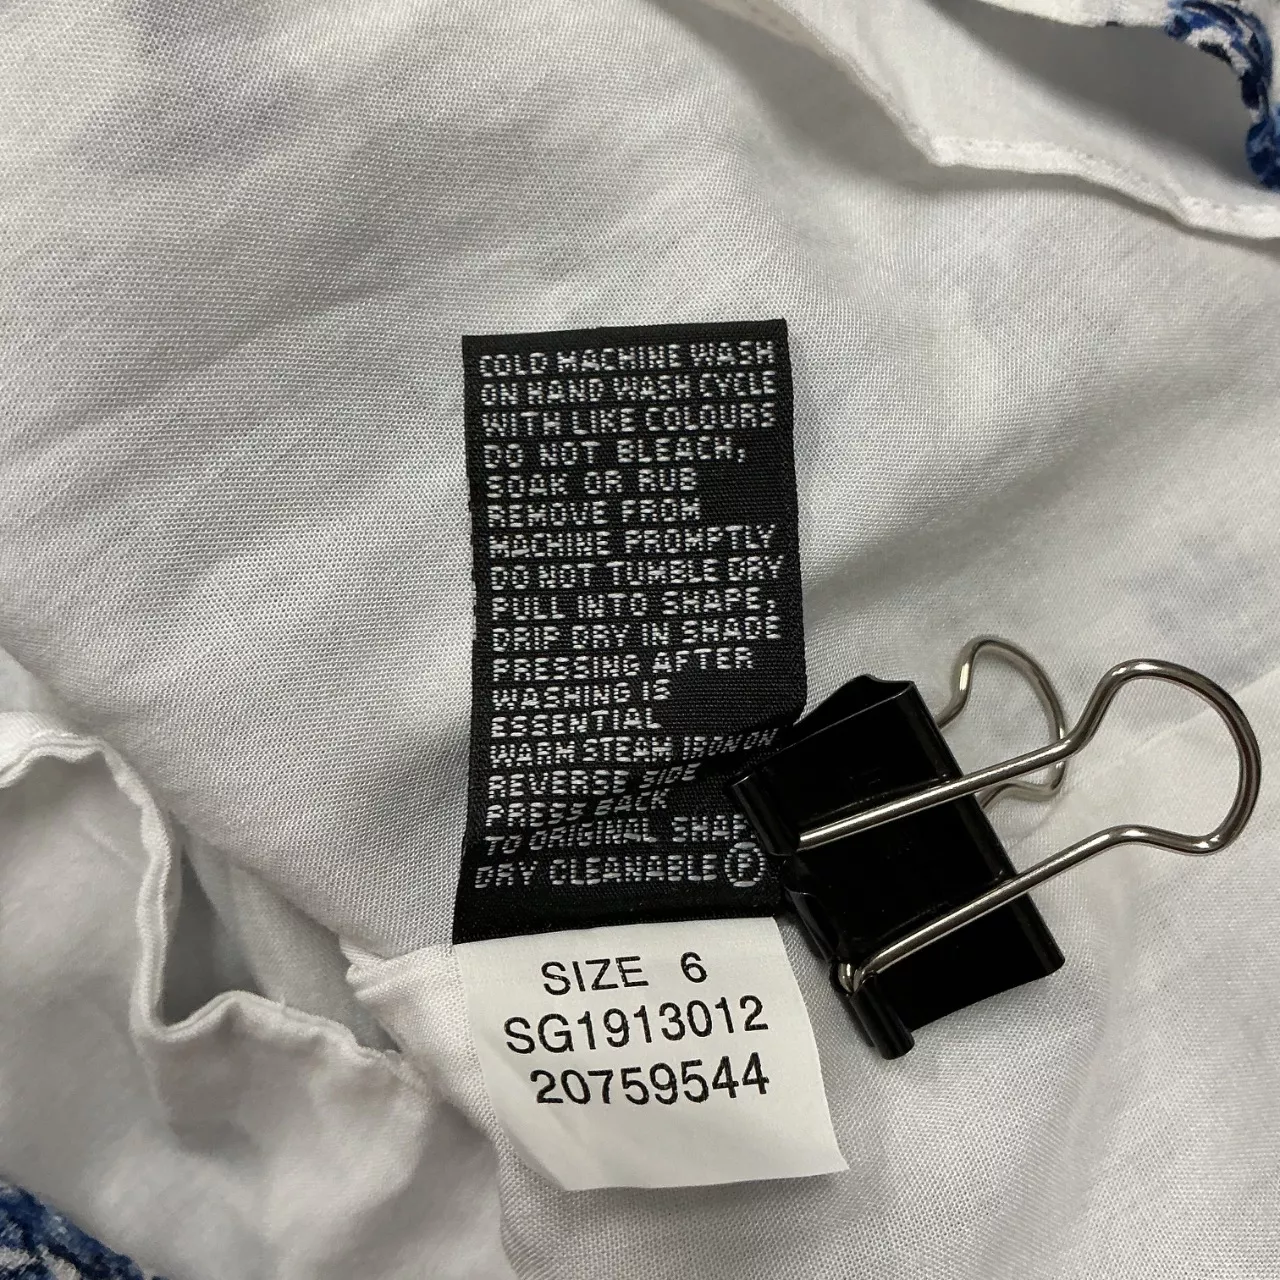 COLD MACHINE WASH
ON HAND WASH CYCLE
WITH LIKE COLOURS
DO NOT BLEACH,
SOAK OR RUB
REMOVE FROM
MACHINE PROMPTLY
DO NOT TUMBLE DRY
PULL INTO SHAPE,
DRIP DRY IN SHADE
PRESSING AFTER
WASHING IS
ESSENTIAL
WARM STEAM IRON ON
REVERSE SIDE
PRESS BACK
TO ORIGINAL SHAP
DRY CLEANABLE Ⓟ
SIZE 6
SG1913012
20759544